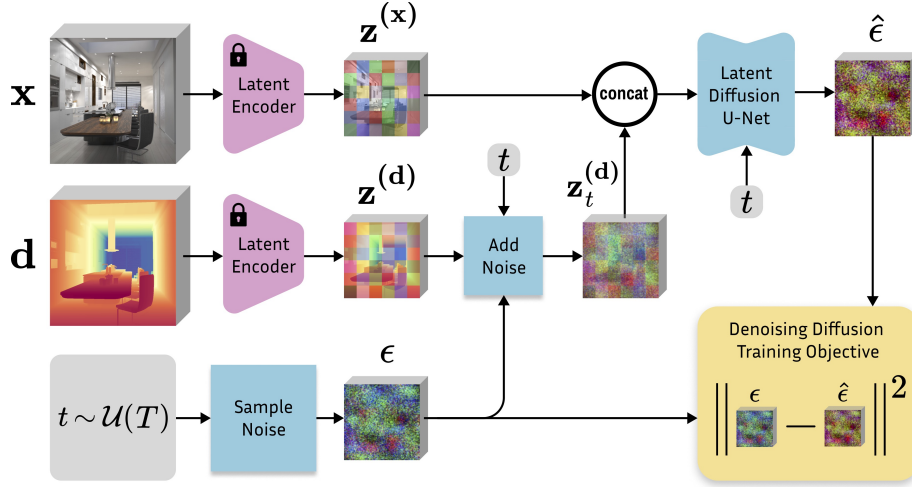 x
Latent
Encoder
z^(x)
concat
Latent
Diffusion
U-Net
ϵ̂
t
d
Latent
Encoder
z^(d)
t
Add
Noise
z_t^(d)
t ∼ 𝒰(T)
Sample
Noise
ϵ
Denoising Diffusion
Training Objective
‖ ϵ — ϵ̂ ‖²